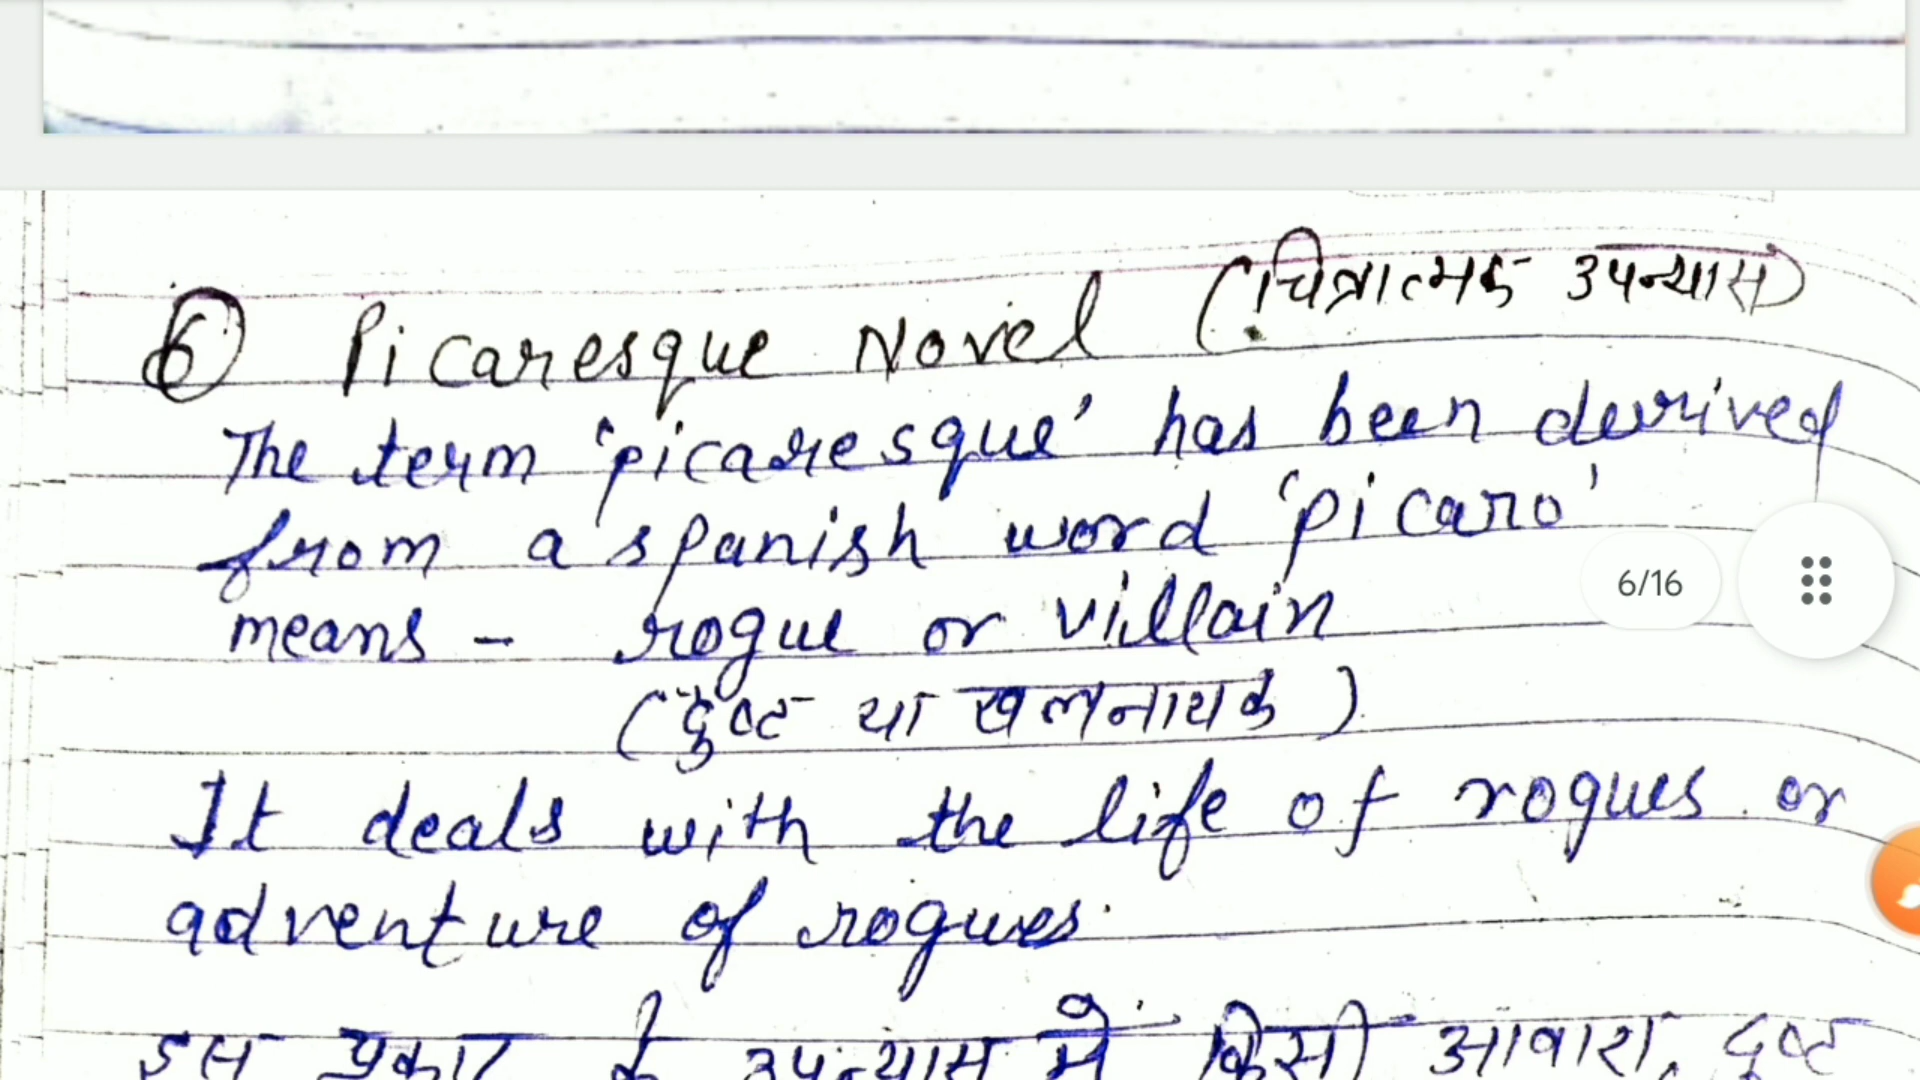 ⑥ Picaresque Novel (चित्रात्मक उपन्यास)
The term 'picaresque' has been derived
from a spanish word 'picaro'
6/16
means - rogue or villain
(दुष्ट या खलनायक)
It deals with the life of rogues or
adventure of rogues.
इस प्रकार के उपन्यास में किसी आवारा, दुष्ट